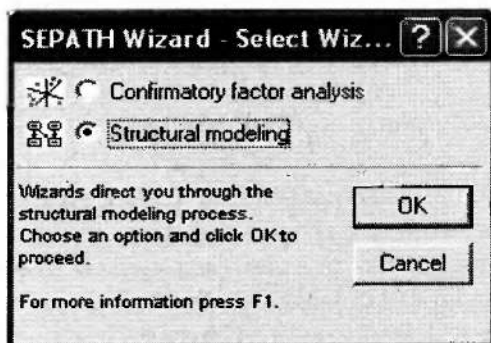 SEPATH Wizard - Select Wiz... ? X
Confirmatory factor analysis
Structural modeling
Wizards direct you through the
structural modeling process.
Choose an option and click OK to
proceed.
For more information press F1.
OK
Cancel